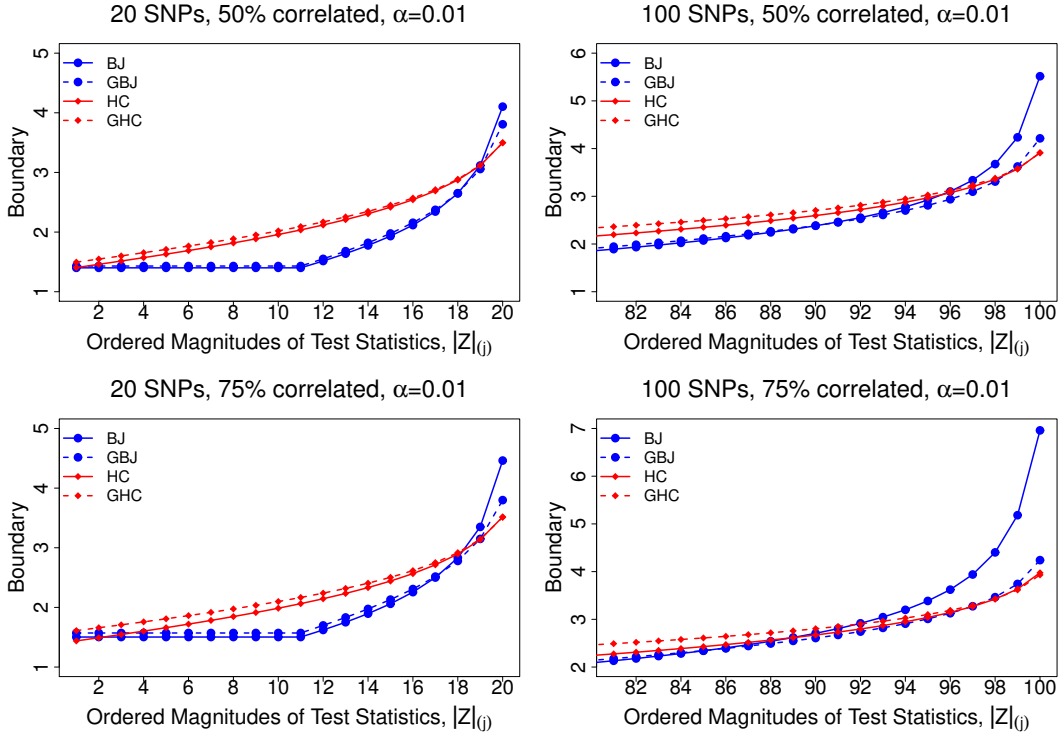 20 SNPs, 50% correlated, α=0.01
5
4
3
2
1
Boundary
BJ
GBJ
HC
GHC
2 4 6 8 10 12 14 16 18 20
Ordered Magnitudes of Test Statistics, |Z|(j)
100 SNPs, 50% correlated, α=0.01
6
5
4
3
2
1
Boundary
BJ
GBJ
HC
GHC
82 84 86 88 90 92 94 96 98 100
Ordered Magnitudes of Test Statistics, |Z|(j)
20 SNPs, 75% correlated, α=0.01
5
4
3
2
1
Boundary
BJ
GBJ
HC
GHC
2 4 6 8 10 12 14 16 18 20
Ordered Magnitudes of Test Statistics, |Z|(j)
100 SNPs, 75% correlated, α=0.01
7
6
5
4
3
2
Boundary
BJ
GBJ
HC
GHC
82 84 86 88 90 92 94 96 98 100
Ordered Magnitudes of Test Statistics, |Z|(j)